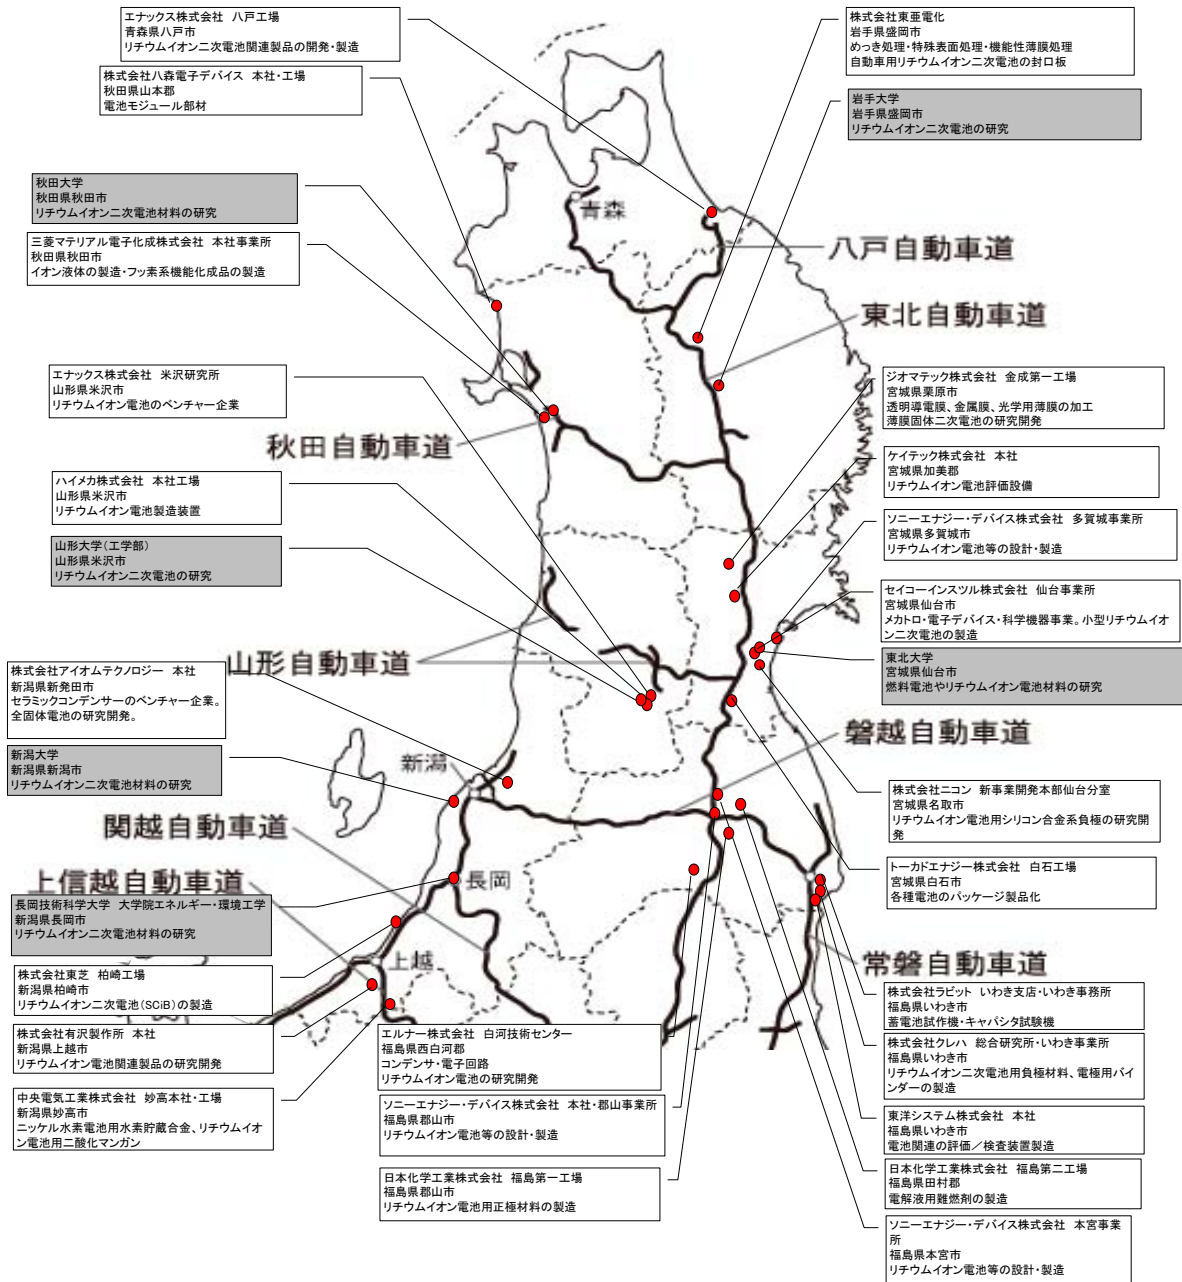 エナックス株式会社 八戸工場
青森県八戸市
リチウムイオン二次電池関連製品の開発・製造
株式会社八森電子デバイス 本社・工場
秋田県山本郡
電池モジュール部材
秋田大学
秋田県秋田市
リチウムイオン二次電池材料の研究
三菱マテリアル電子化成株式会社 本社事業所
秋田県秋田市
イオン液体の製造・フッ素系機能化成品の製造
エナックス株式会社 米沢研究所
山形県米沢市
リチウムイオン電池のベンチャー企業
ハイメカ株式会社 本社工場
山形県米沢市
リチウムイオン電池製造装置
山形大学(工学部)
山形県米沢市
リチウムイオン二次電池の研究
株式会社アイオムテクノロジー 本社
新潟県新発田市
セラミックコンデンサーのベンチャー企業。
全固体電池の研究開発。
新潟大学
新潟県新潟市
リチウムイオン二次電池材料の研究
長岡技術科学大学 大学院エネルギー・環境工学
新潟県長岡市
リチウムイオン二次電池材料の研究
株式会社東芝 柏崎工場
新潟県柏崎市
リチウムイオン二次電池(SCiB)の製造
株式会社有沢製作所 本社
新潟県上越市
リチウムイオン電池関連製品の研究開発
中央電気工業株式会社 妙高本社・工場
新潟県妙高市
ニッケル水素電池用水素貯蔵合金、リチウムイオ
ン電池用二酸化マンガン
青森
八戸自動車道
東北自動車道
秋田自動車道
山形自動車道
磐越自動車道
新潟
関越自動車道
上信越自動車道
長岡
上越
常磐自動車道
エルナー株式会社 白河技術センター
福島県西白河郡
コンデンサ・電子回路
リチウムイオン電池の研究開発
ソニーエナジー・デバイス株式会社 本社・郡山事業所
福島県郡山市
リチウムイオン電池等の設計・製造
日本化学工業株式会社 福島第一工場
福島県郡山市
リチウムイオン電池用正極材料の製造
株式会社東亜電化
岩手県盛岡市
めっき処理・特殊表面処理・機能性薄膜処理
自動車用リチウムイオン二次電池の封口板
岩手大学
岩手県盛岡市
リチウムイオン二次電池の研究
ジオマテック株式会社 金成第一工場
宮城県栗原市
透明導電膜、金属膜、光学用薄膜の加工
薄膜固体二次電池の研究開発
ケイテック株式会社 本社
宮城県加美郡
リチウムイオン電池評価設備
ソニーエナジー・デバイス株式会社 多賀城事業所
宮城県多賀城市
リチウムイオン電池等の設計・製造
セイコーインスツル株式会社 仙台事業所
宮城県仙台市
メカトロ・電子デバイス・科学機器事業。小型リチウムイオ
ン二次電池の製造
東北大学
宮城県仙台市
燃料電池やリチウムイオン電池材料の研究
株式会社ニコン 新事業開発本部仙台分室
宮城県名取市
リチウムイオン電池用シリコン合金系負極の研究開
発
トーカドエナジー株式会社 白石工場
宮城県白石市
各種電池のパッケージ製品化
株式会社ラビット いわき支店・いわき事務所
福島県いわき市
蓄電池試作機・キャパシタ試験機
株式会社クレハ 総合研究所・いわき事業所
福島県いわき市
リチウムイオン二次電池用負極材料、電極用バイ
ンダーの製造
東洋システム株式会社 本社
福島県いわき市
電池関連の評価/検査装置製造
日本化学工業株式会社 福島第二工場
福島県田村郡
電解液用難燃剤の製造
ソニーエナジー・デバイス株式会社 本宮事業
所
福島県本宮市
リチウムイオン電池等の設計・製造